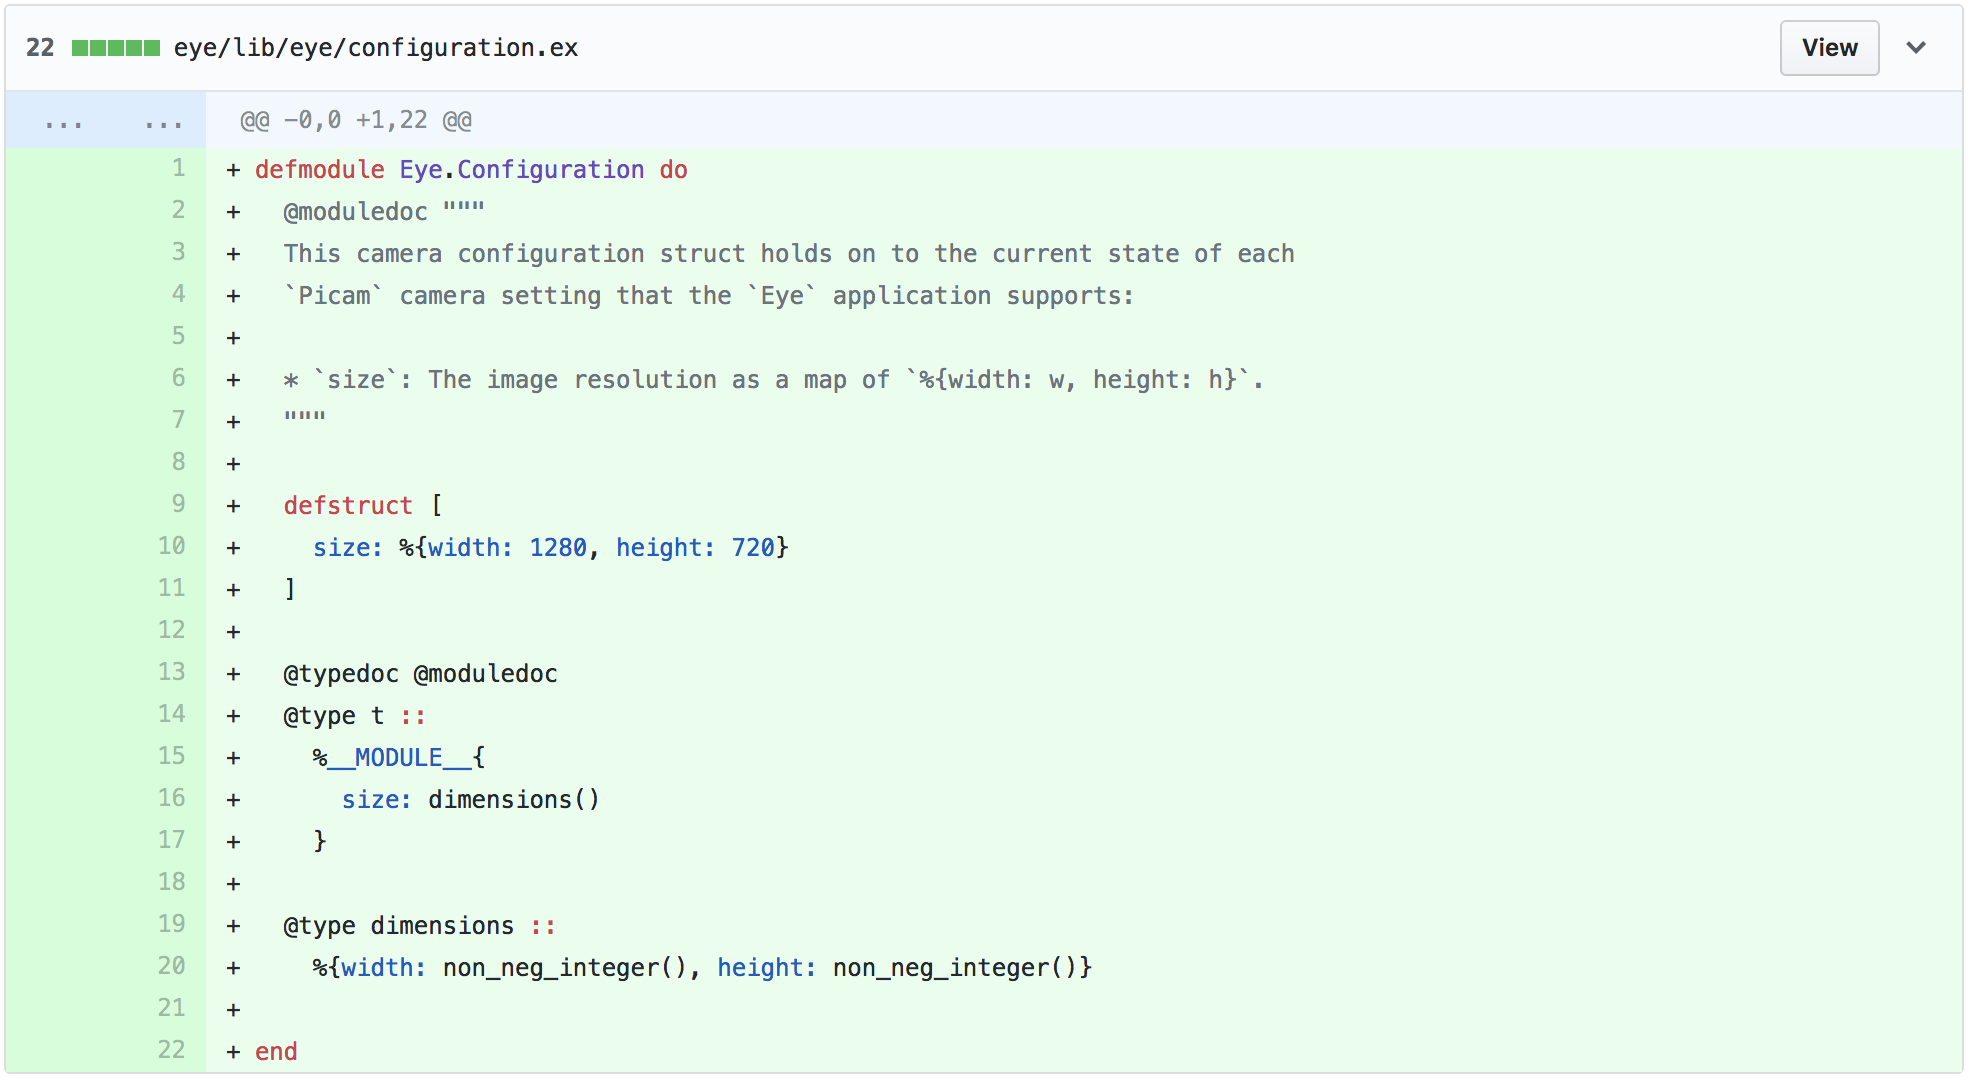 22 eye/lib/eye/configuration.ex View
... ... @@ -0,0 +1,22 @@
1 + defmodule Eye.Configuration do
2 +   @moduledoc """
3 +   This camera configuration struct holds on to the current state of each
4 +   `Picam` camera setting that the `Eye` application supports:
5 +
6 +   * `size`: The image resolution as a map of `%{width: w, height: h}`.
7 +   """
8 +
9 +   defstruct [
10 +     size: %{width: 1280, height: 720}
11 +   ]
12 +
13 +   @typedoc @moduledoc
14 +   @type t ::
15 +     %__MODULE__{
16 +       size: dimensions()
17 +     }
18 +
19 +   @type dimensions ::
20 +     %{width: non_neg_integer(), height: non_neg_integer()}
21 +
22 + end